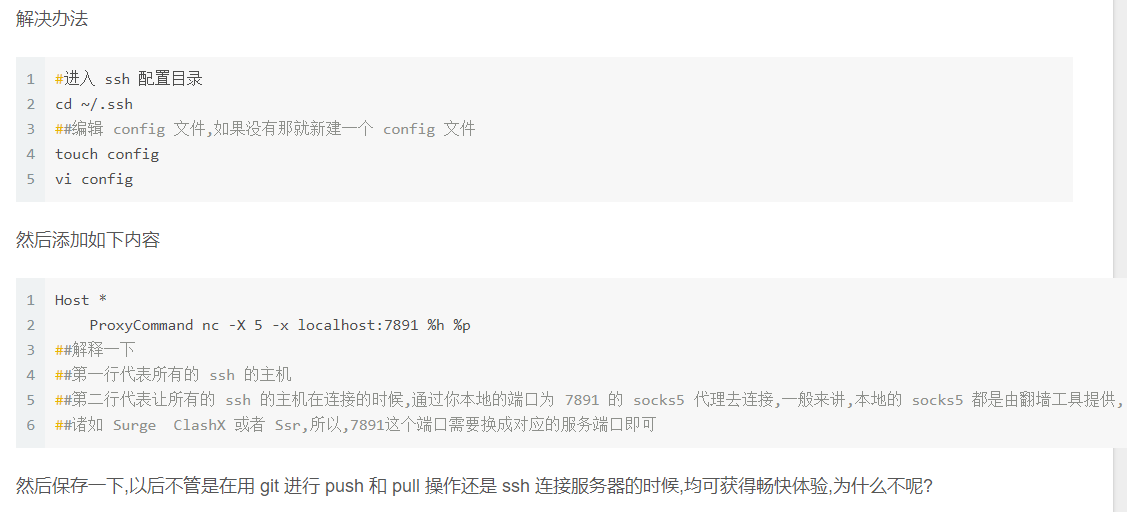 解决办法
1 #进入 ssh 配置目录
2 cd ~/.ssh
3 ##编辑 config 文件,如果没有那就新建一个 config 文件
4 touch config
5 vi config
然后添加如下内容
1 Host *
2     ProxyCommand nc -X 5 -x localhost:7891 %h %p
3 ##解释一下
4 ##第一行代表所有的 ssh 的主机
5 ##第二行代表让所有的 ssh 的主机在连接的时候,通过你本地的端口为 7891 的 socks5 代理去连接,一般来讲,本地的 socks5 都是由翻墙工具提供,
6 ##诸如 Surge  ClashX 或者 Ssr,所以,7891这个端口需要换成对应的服务端口即可
然后保存一下,以后不管是在用 git 进行 push 和 pull 操作还是 ssh 连接服务器的时候,均可获得畅快体验,为什么不呢?